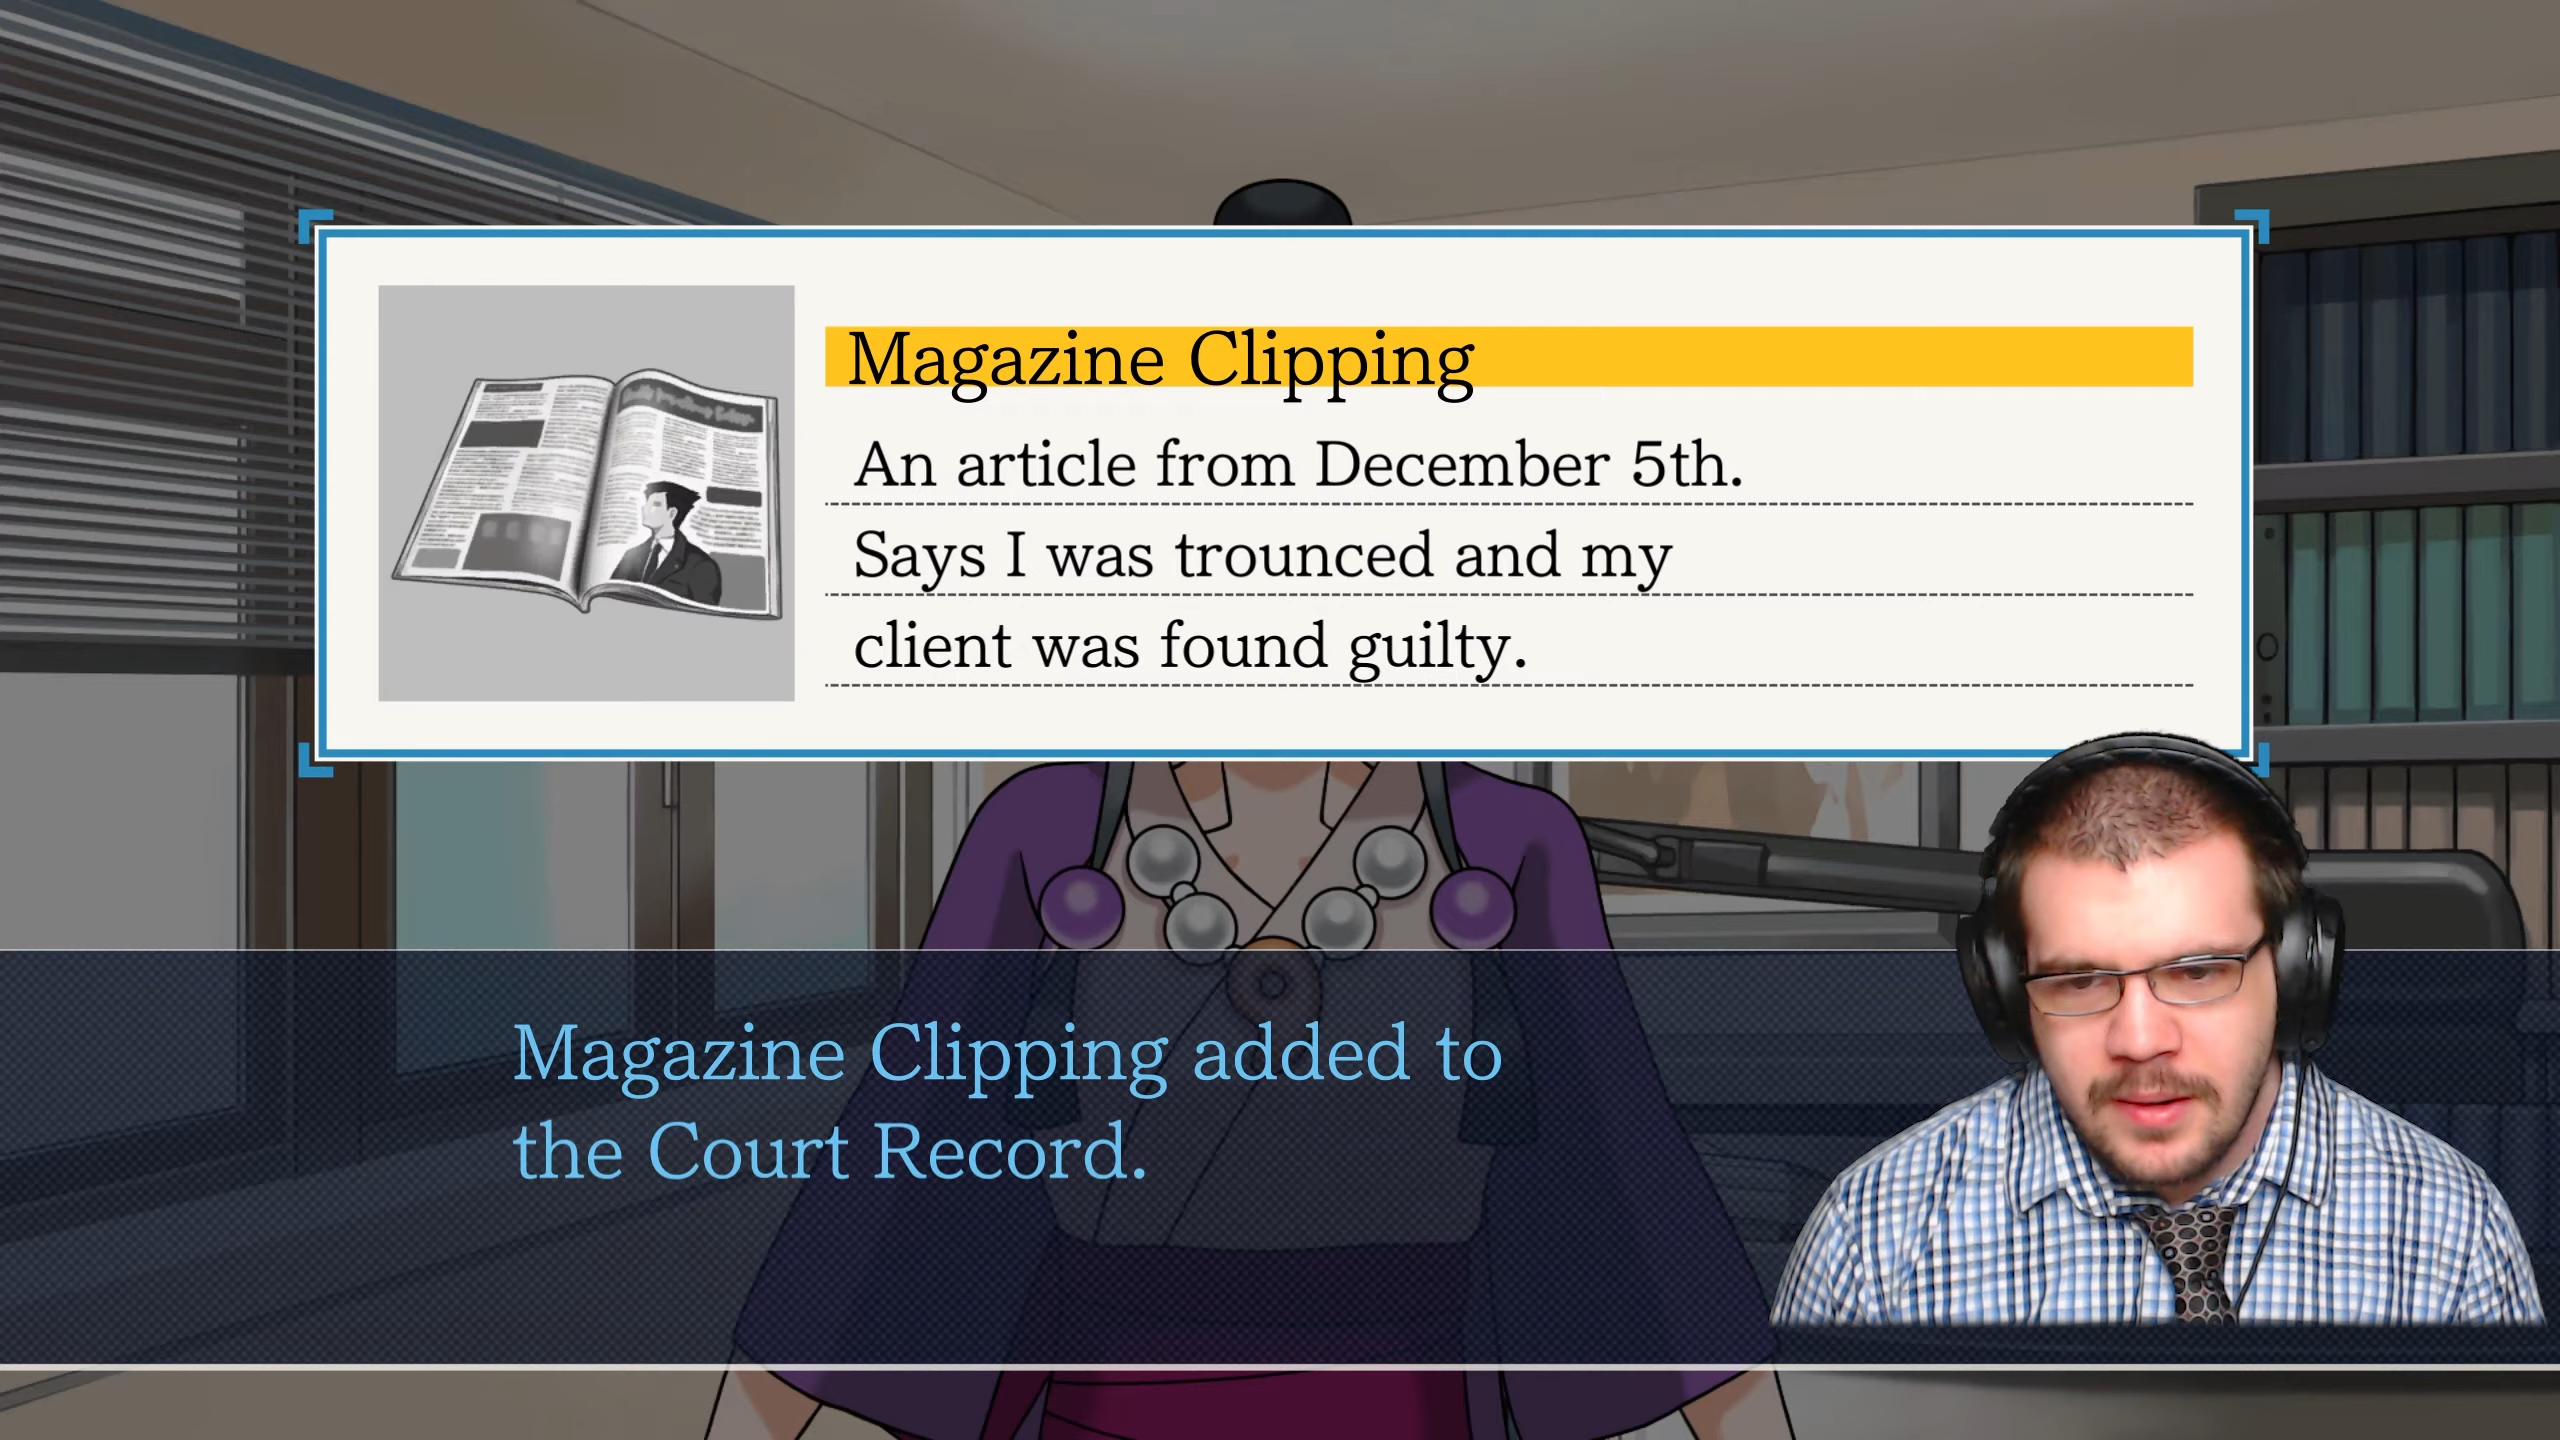 Magazine Clipping
An article from December 5th.
Says I was trounced and my
client was found guilty.
Magazine Clipping added to
the Court Record.